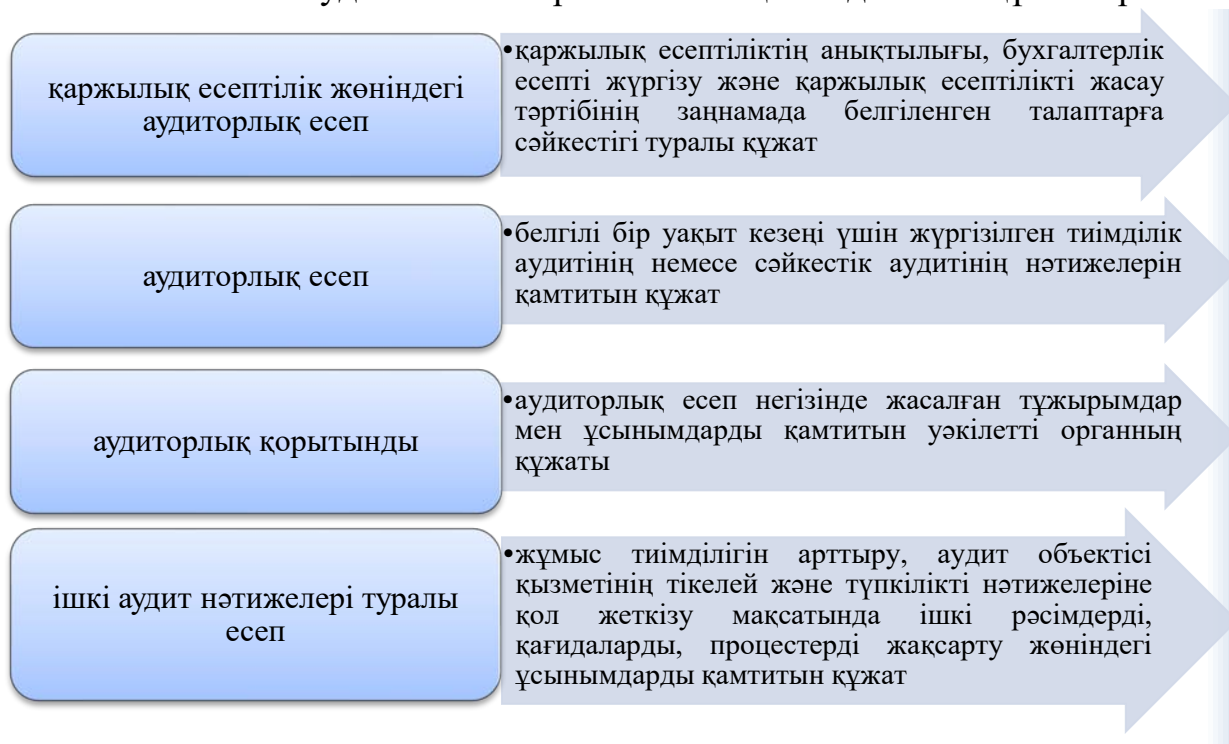 қаржылық есептілік жөніндегі
аудиторлық есеп
•қаржылық есептіліктің анықтылығы, бухгалтерлік
есепті жүргізу және қаржылық есептілікті жасау
тәртібінің заңнамада белгіленген талаптарға
сәйкестігі туралы құжат
аудиторлық есеп
•белгілі бір уақыт кезеңі үшін жүргізілген тиімділік
аудитінің немесе сәйкестік аудитінің нәтижелерін
қамтитын құжат
аудиторлық қорытынды
•аудиторлық есеп негізінде жасалған тұжырымдар
мен ұсынымдарды қамтитын уәкілетті органның
құжаты
ішкі аудит нәтижелері туралы
есеп
•жұмыс тиімділігін арттыру, аудит объектісі
қызметінің тікелей және түпкілікті нәтижелеріне
қол жеткізу мақсатында ішкі рәсімдерді,
қағидаларды, процестерді жақсарту жөніндегі
ұсынымдарды қамтитын құжат